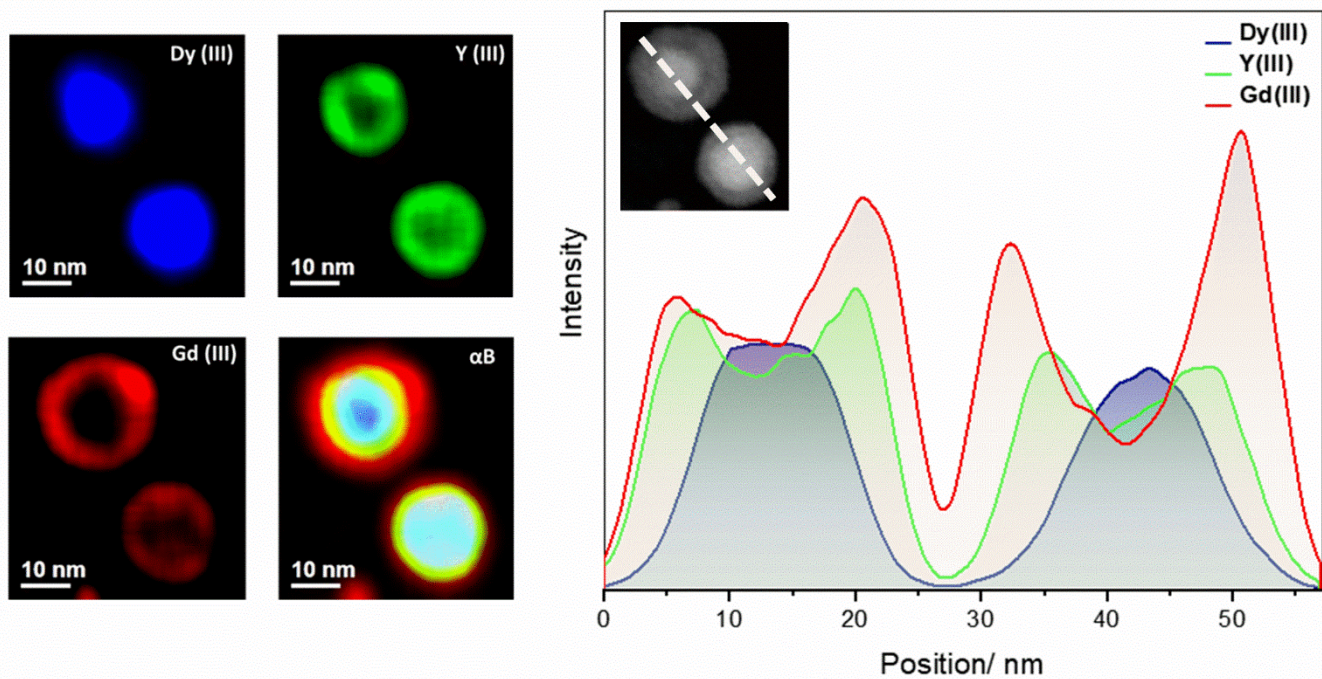 Dy (III)
10 nm
Y (III)
10 nm
Gd (III)
10 nm
αB
10 nm
Dy(III)
Y(III)
Gd(III)
Intensity
0 10 20 30 40 50
Position/ nm